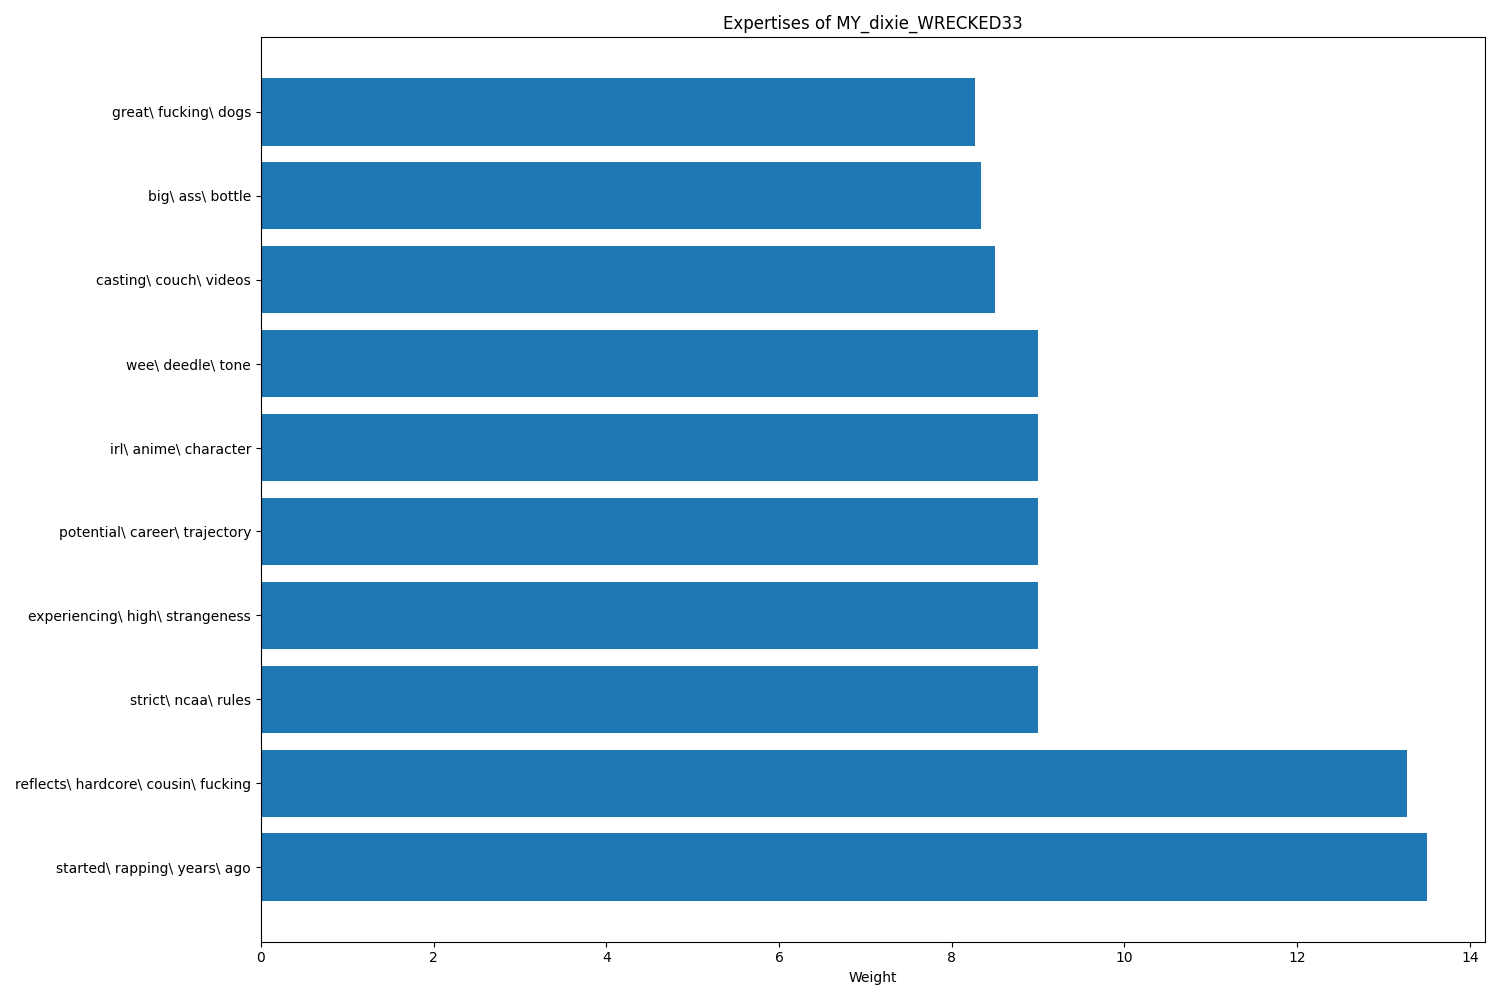 Expertises of MY_dixie_WRECKED33
great\ fucking\ dogs
big\ ass\ bottle
casting\ couch\ videos
wee\ deedle\ tone
irl\ anime\ character
potential\ career\ trajectory
experiencing\ high\ strangeness
strict\ ncaa\ rules
reflects\ hardcore\ cousin\ fucking
started\ rapping\ years\ ago
0 2 4 6 8 10 12 14
Weight